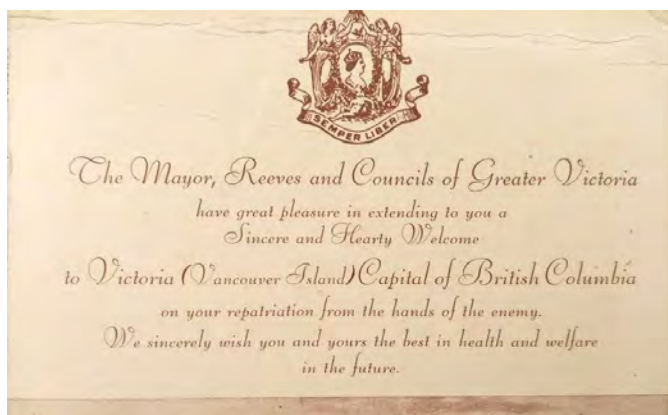 SEMPER LIBER
The Mayor, Reeves and Councils of Greater Victoria
have great pleasure in extending to you a
Sincere and Hearty Welcome
to Victoria (Vancouver Island) Capital of British Columbia
on your repatriation from the hands of the enemy.
We sincerely wish you and yours the best in health and welfare
in the future.